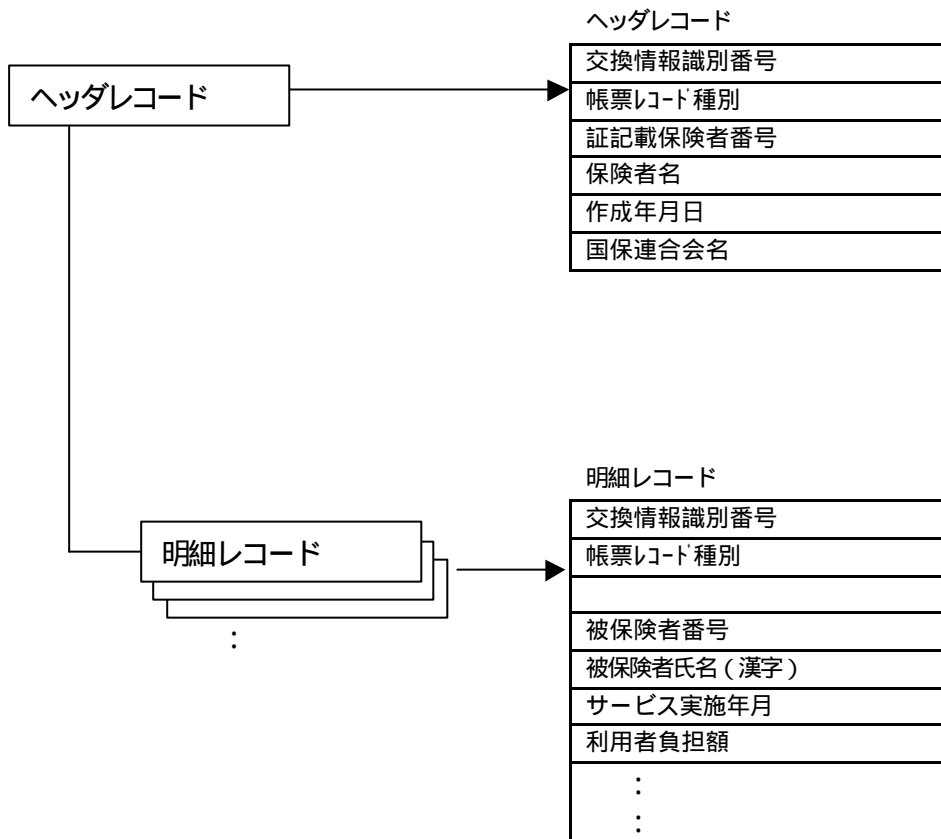 ヘッダレコード
ヘッダレコード
交換情報識別番号
帳票ﾚｺｰﾄﾞ種別
証記載保険者番号
保険者名
作成年月日
国保連合会名
明細レコード
：
明細レコード
交換情報識別番号
帳票ﾚｺｰﾄﾞ種別
被保険者番号
被保険者氏名（漢字）
サービス実施年月
利用者負担額
：
：